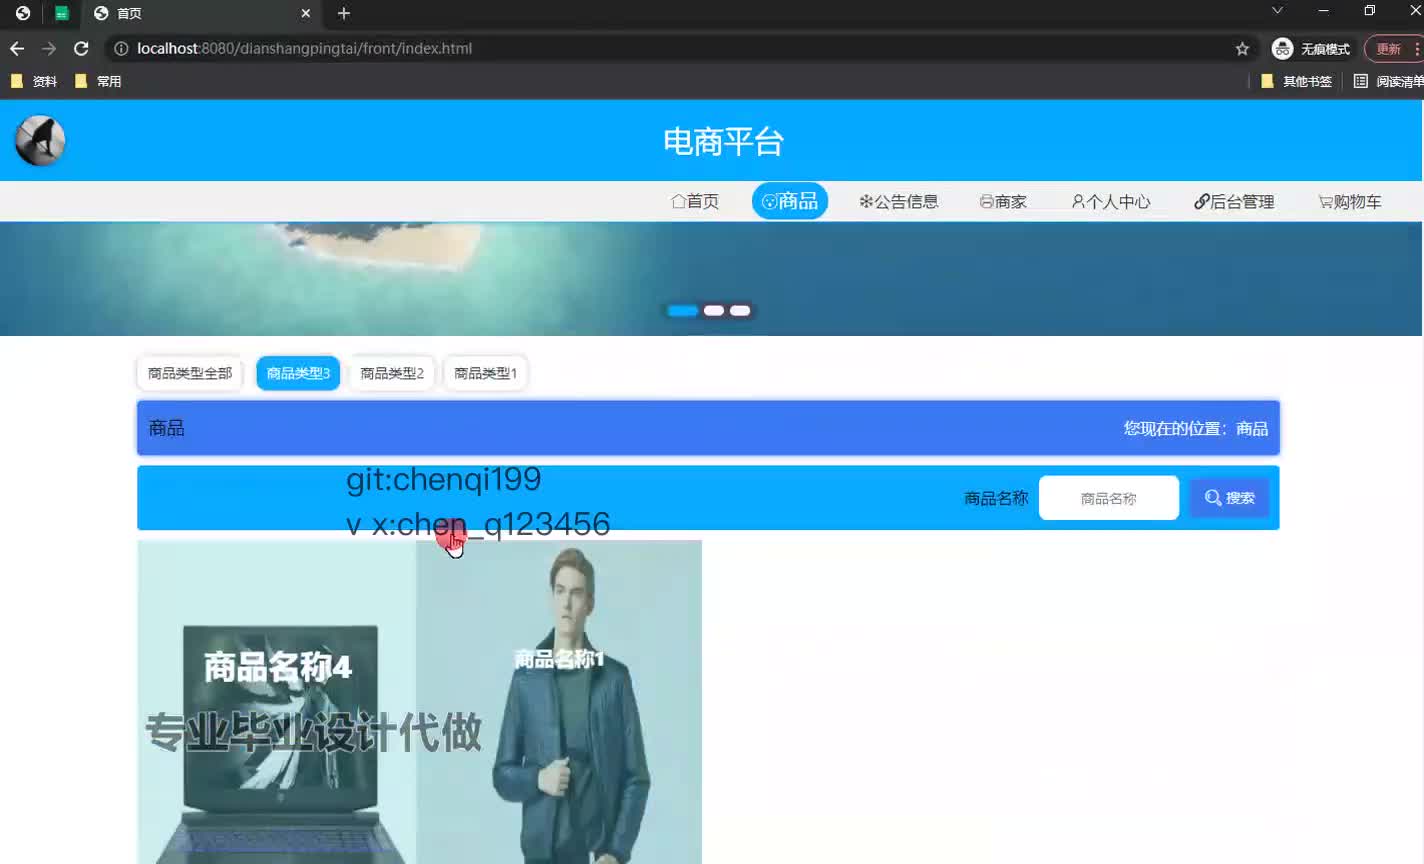 首页
localhost:8080/dianshangpingtai/front/index.html
无痕模式
更新
资料
常用
其他书签
阅读清单
电商平台
首页
商品
公告信息
商家
个人中心
后台管理
购物车
商品类型全部
商品类型3
商品类型2
商品类型1
商品
您现在的位置：商品
git:chenqi199
v x:chen_q123456
商品名称
商品名称
搜索
商品名称4
商品名称1
专业毕业设计代做